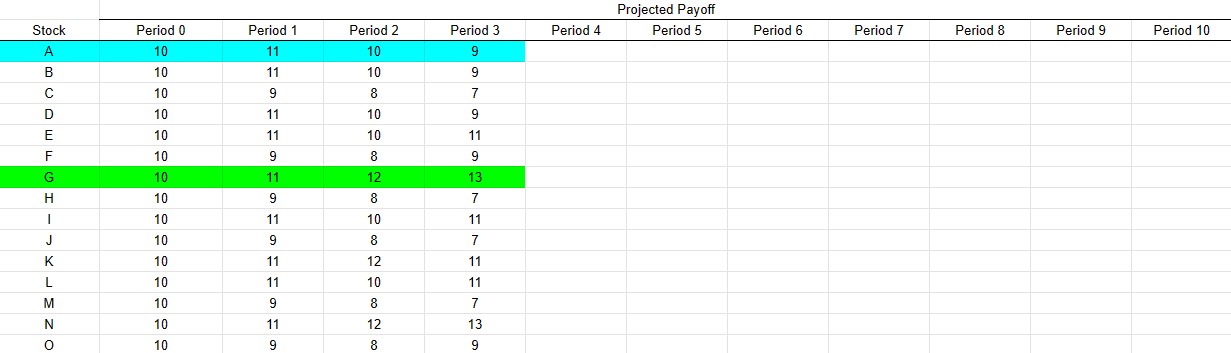 Projected Payoff
Stock Period 0 Period 1 Period 2 Period 3 Period 4 Period 5 Period 6 Period 7 Period 8 Period 9 Period 10
A 10 11 10 9
B 10 11 10 9
C 10 9 8 7
D 10 11 10 9
E 10 11 10 11
F 10 9 8 9
G 10 11 12 13
H 10 9 8 7
I 10 11 10 11
J 10 9 8 7
K 10 11 12 11
L 10 11 10 11
M 10 9 8 7
N 10 11 12 13
O 10 9 8 9